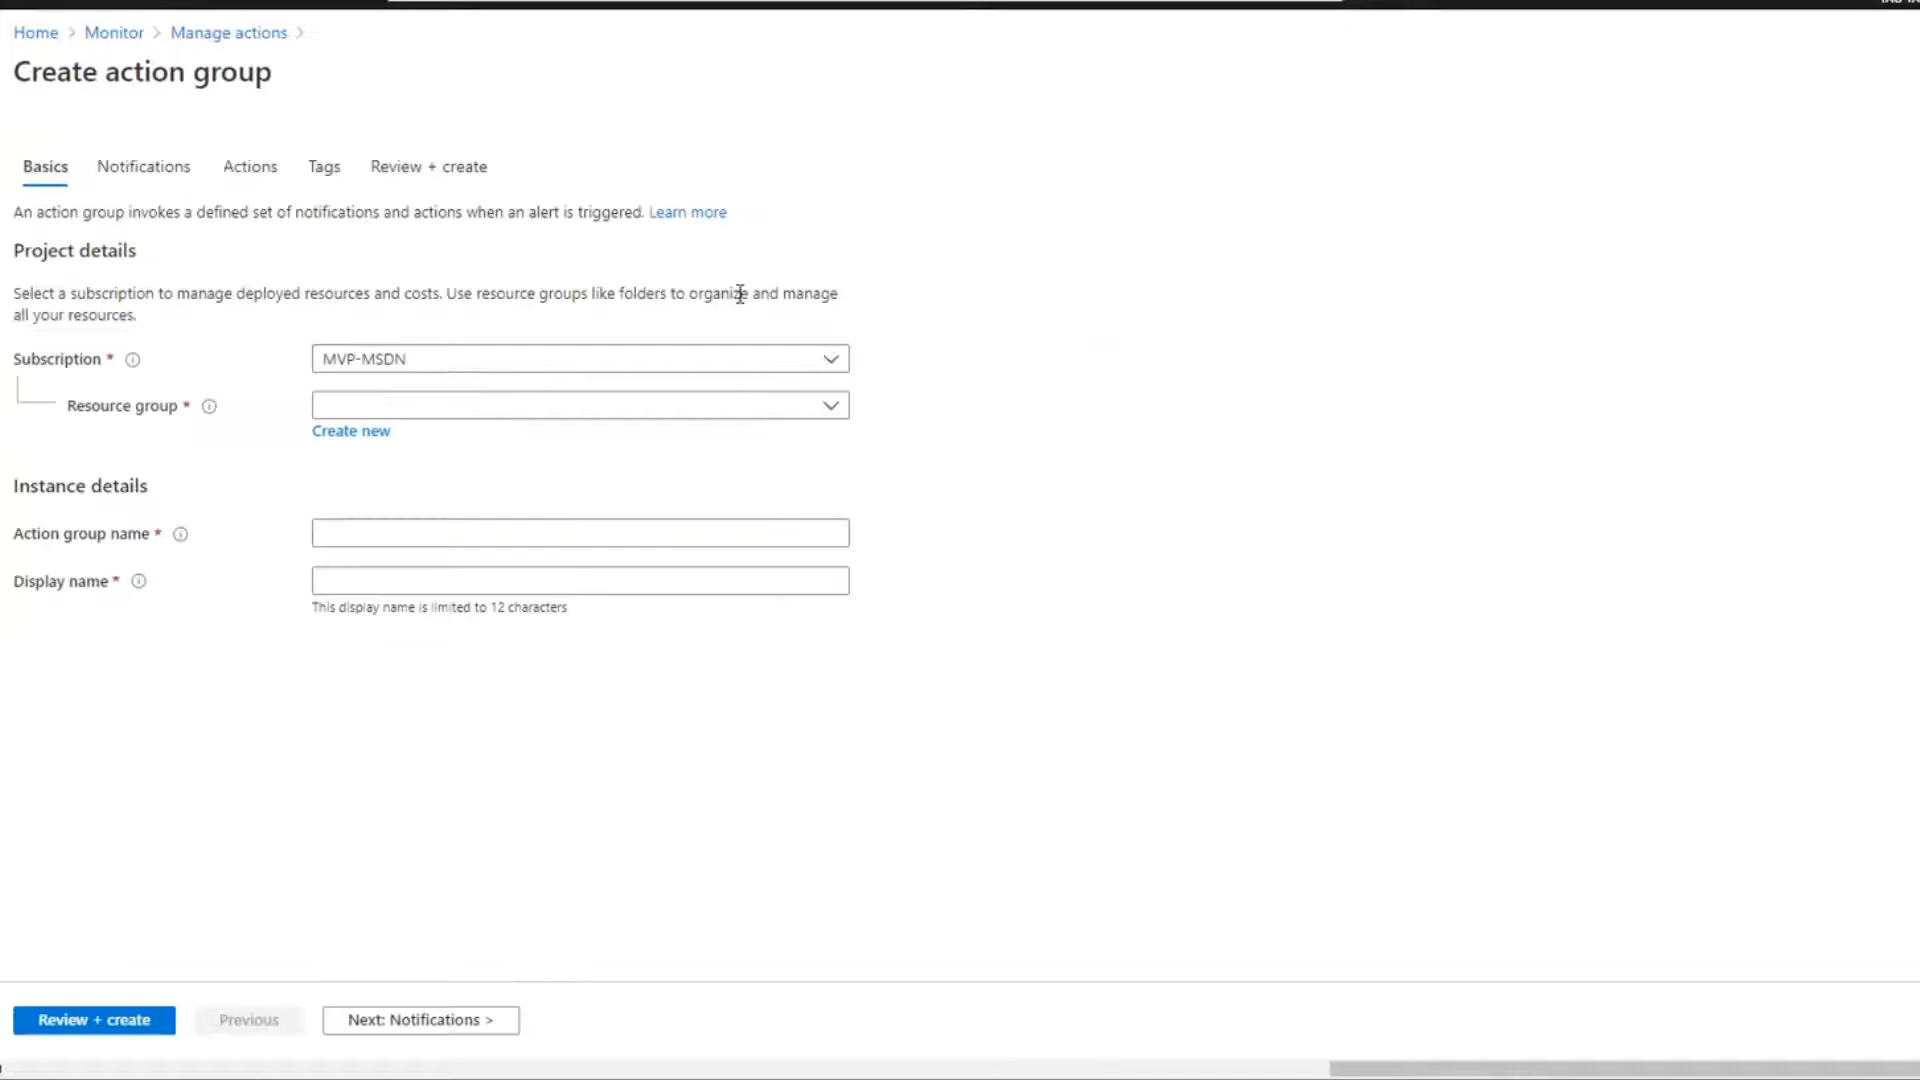 Home > Monitor > Manage actions >
Create action group
Basics Notifications Actions Tags Review + create
An action group invokes a defined set of notifications and actions when an alert is triggered. Learn more
Project details
Select a subscription to manage deployed resources and costs. Use resource groups like folders to organize and manage
all your resources.
Subscription * MVP-MSDN
Resource group *
Create new
Instance details
Action group name *
Display name *
This display name is limited to 12 characters
Review + create Previous Next: Notifications >